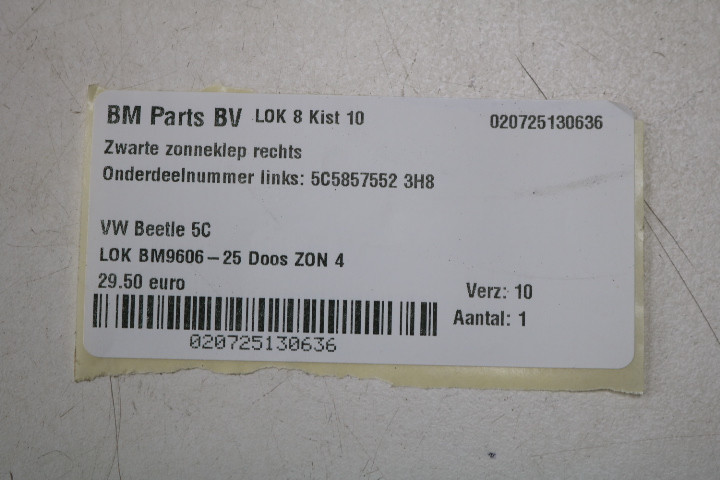 BM Parts BV LOK 8 Kist 10 020725130636
Zwarte zonneklep rechts
Onderdeelnummer links: 5C5857552 3H8
VW Beetle 5C
LOK BM9606-25 Doos ZON 4
29.50 euro
Verz: 10
Aantal: 1
020725130636